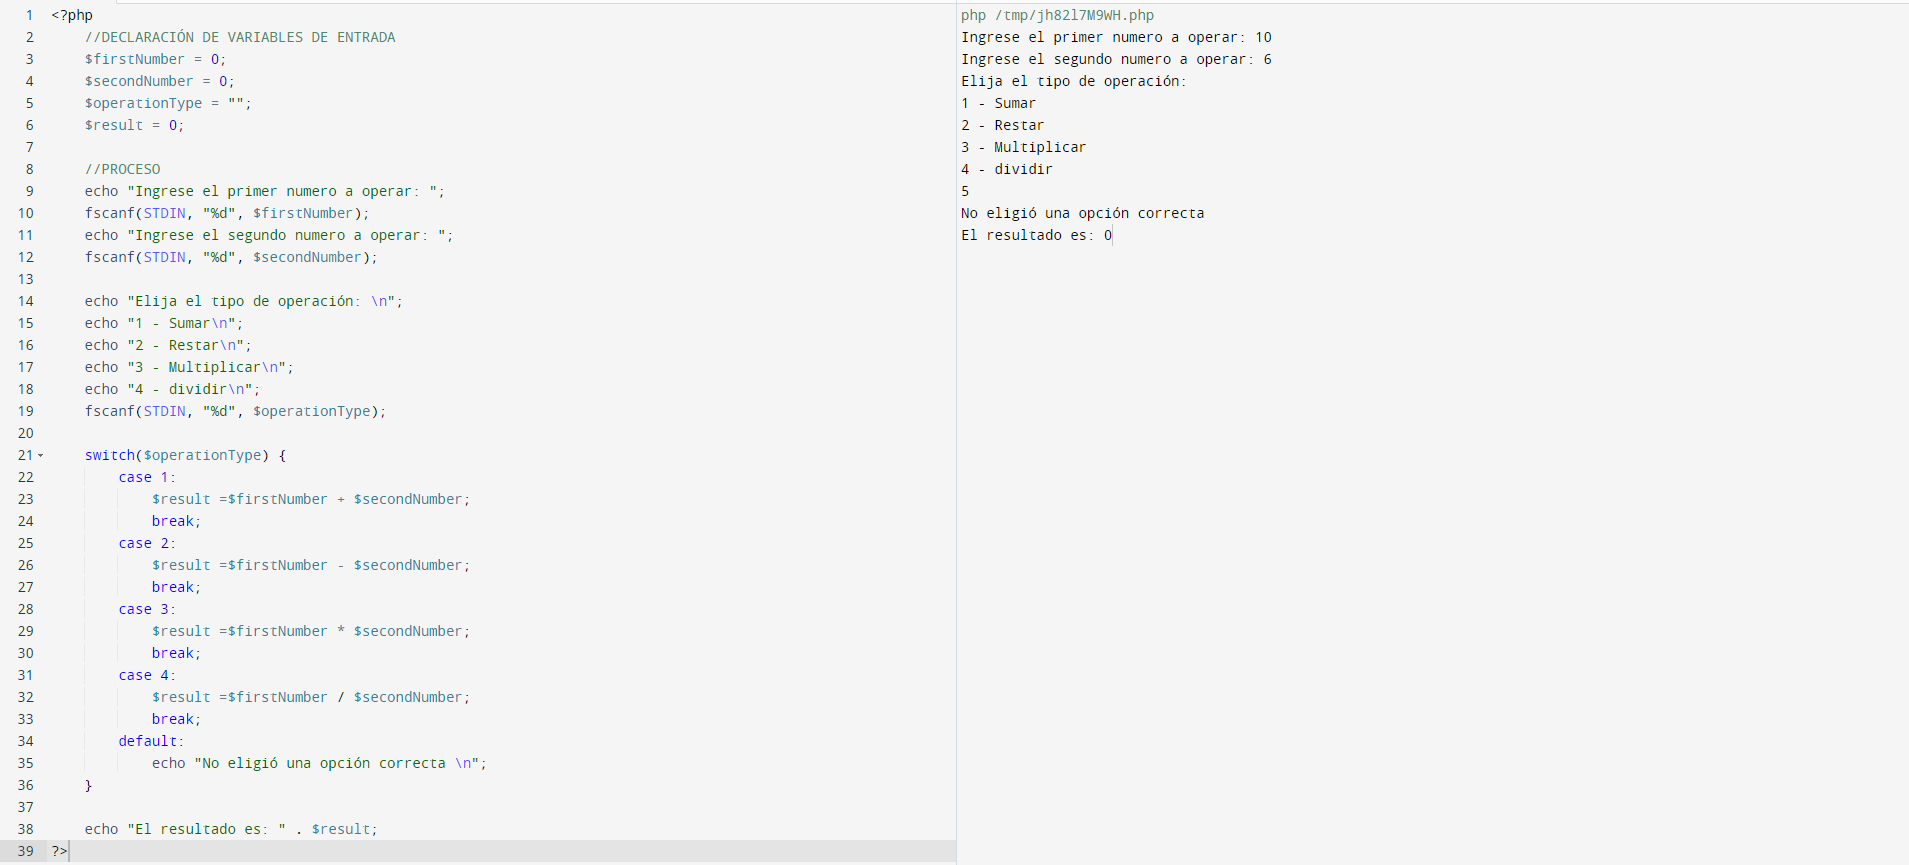 1 <?php
2 //DECLARACIÓN DE VARIABLES DE ENTRADA
3 $firstNumber = 0;
4 $secondNumber = 0;
5 $operationType = "";
6 $result = 0;
7
8 //PROCESO
9 echo "Ingrese el primer numero a operar: ";
10 fscanf(STDIN, "%d", $firstNumber);
11 echo "Ingrese el segundo numero a operar: ";
12 fscanf(STDIN, "%d", $secondNumber);
13
14 echo "Elija el tipo de operación: \n";
15 echo "1 - Sumar\n";
16 echo "2 - Restar\n";
17 echo "3 - Multiplicar\n";
18 echo "4 - dividir\n";
19 fscanf(STDIN, "%d", $operationType);
20
21 switch($operationType) {
22 case 1:
23 $result =$firstNumber + $secondNumber;
24 break;
25 case 2:
26 $result =$firstNumber - $secondNumber;
27 break;
28 case 3:
29 $result =$firstNumber * $secondNumber;
30 break;
31 case 4:
32 $result =$firstNumber / $secondNumber;
33 break;
34 default:
35 echo "No eligió una opción correcta \n";
36 }
37
38 echo "El resultado es: " . $result;
39 ?>
php /tmp/jh82l7M9WH.php
Ingrese el primer numero a operar: 10
Ingrese el segundo numero a operar: 6
Elija el tipo de operación:
1 - Sumar
2 - Restar
3 - Multiplicar
4 - dividir
5
No eligió una opción correcta
El resultado es: 0